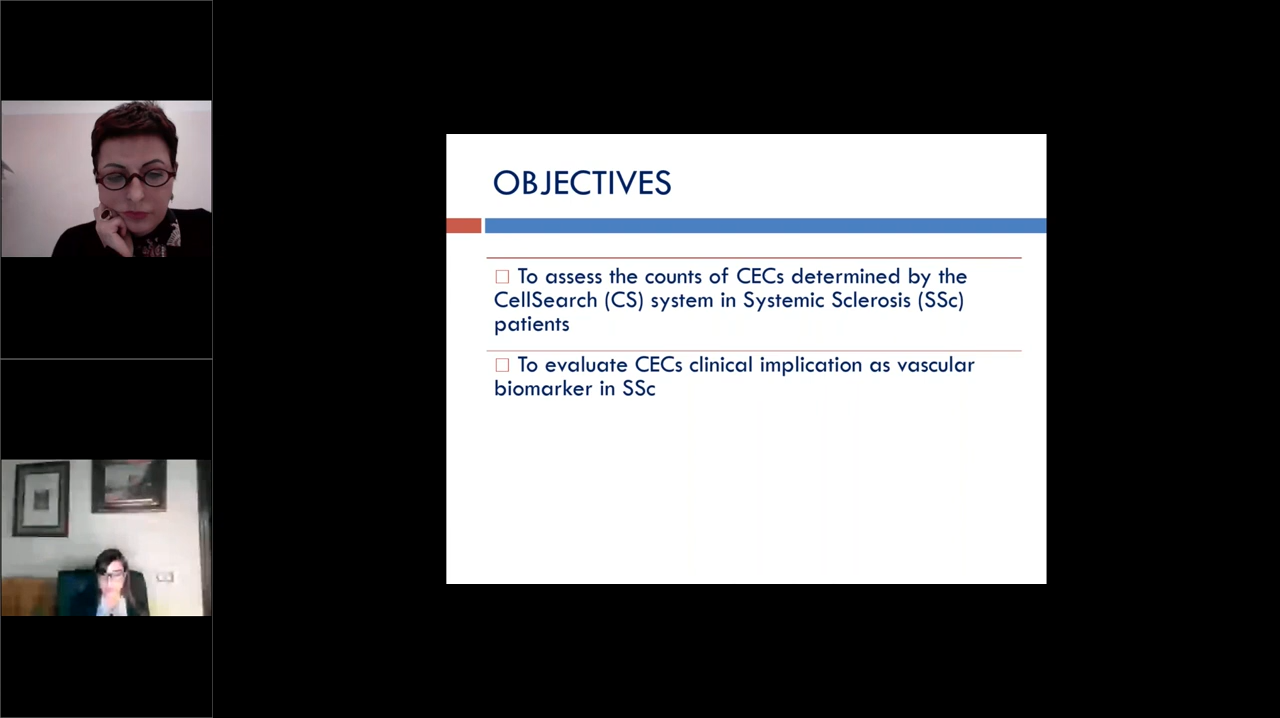 OBJECTIVES
□ To assess the counts of CECs determined by the
CellSearch (CS) system in Systemic Sclerosis (SSc)
patients
□ To evaluate CECs clinical implication as vascular
biomarker in SSc